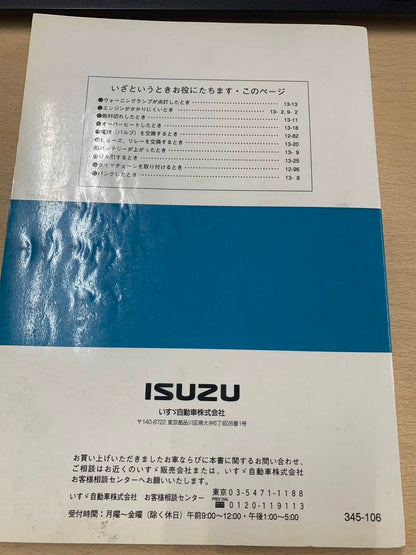 いざというときお役にたちます・このページ
●ウォーニングランプが点灯したとき 13-13
●エンジンがかかりにくいとき 13-2,9-2
●燃料切れしたとき 13-11
●オーバーヒートしたとき 13-18
●電球(バルブ)を交換するとき 12-82
●ヒューズ、リレーを交換するとき 13-20
●バッテリーが上がったとき 13-9
●けん引するとき 13-25
●タイヤチェーンを取り付けるとき 12-96
●パンクしたとき 13-8
ISUZU
いすゞ自動車株式会社
〒140-8722 東京都品川区南大井6丁目26番1号
お買い上げいただきましたお車ならびに本書に関するお問い合わせ、
ご相談はお近くのいすゞ販売会社または、いすゞ自動車株式会社
お客様相談センターへお願いいたします。
いすゞ自動車株式会社 お客様相談センター 東京03-5471-1188
FREE DIAL 0120-119113
受付時間:月曜〜金曜(除く休日)午前9:00〜12:00・午後1:00〜5:00
345-106